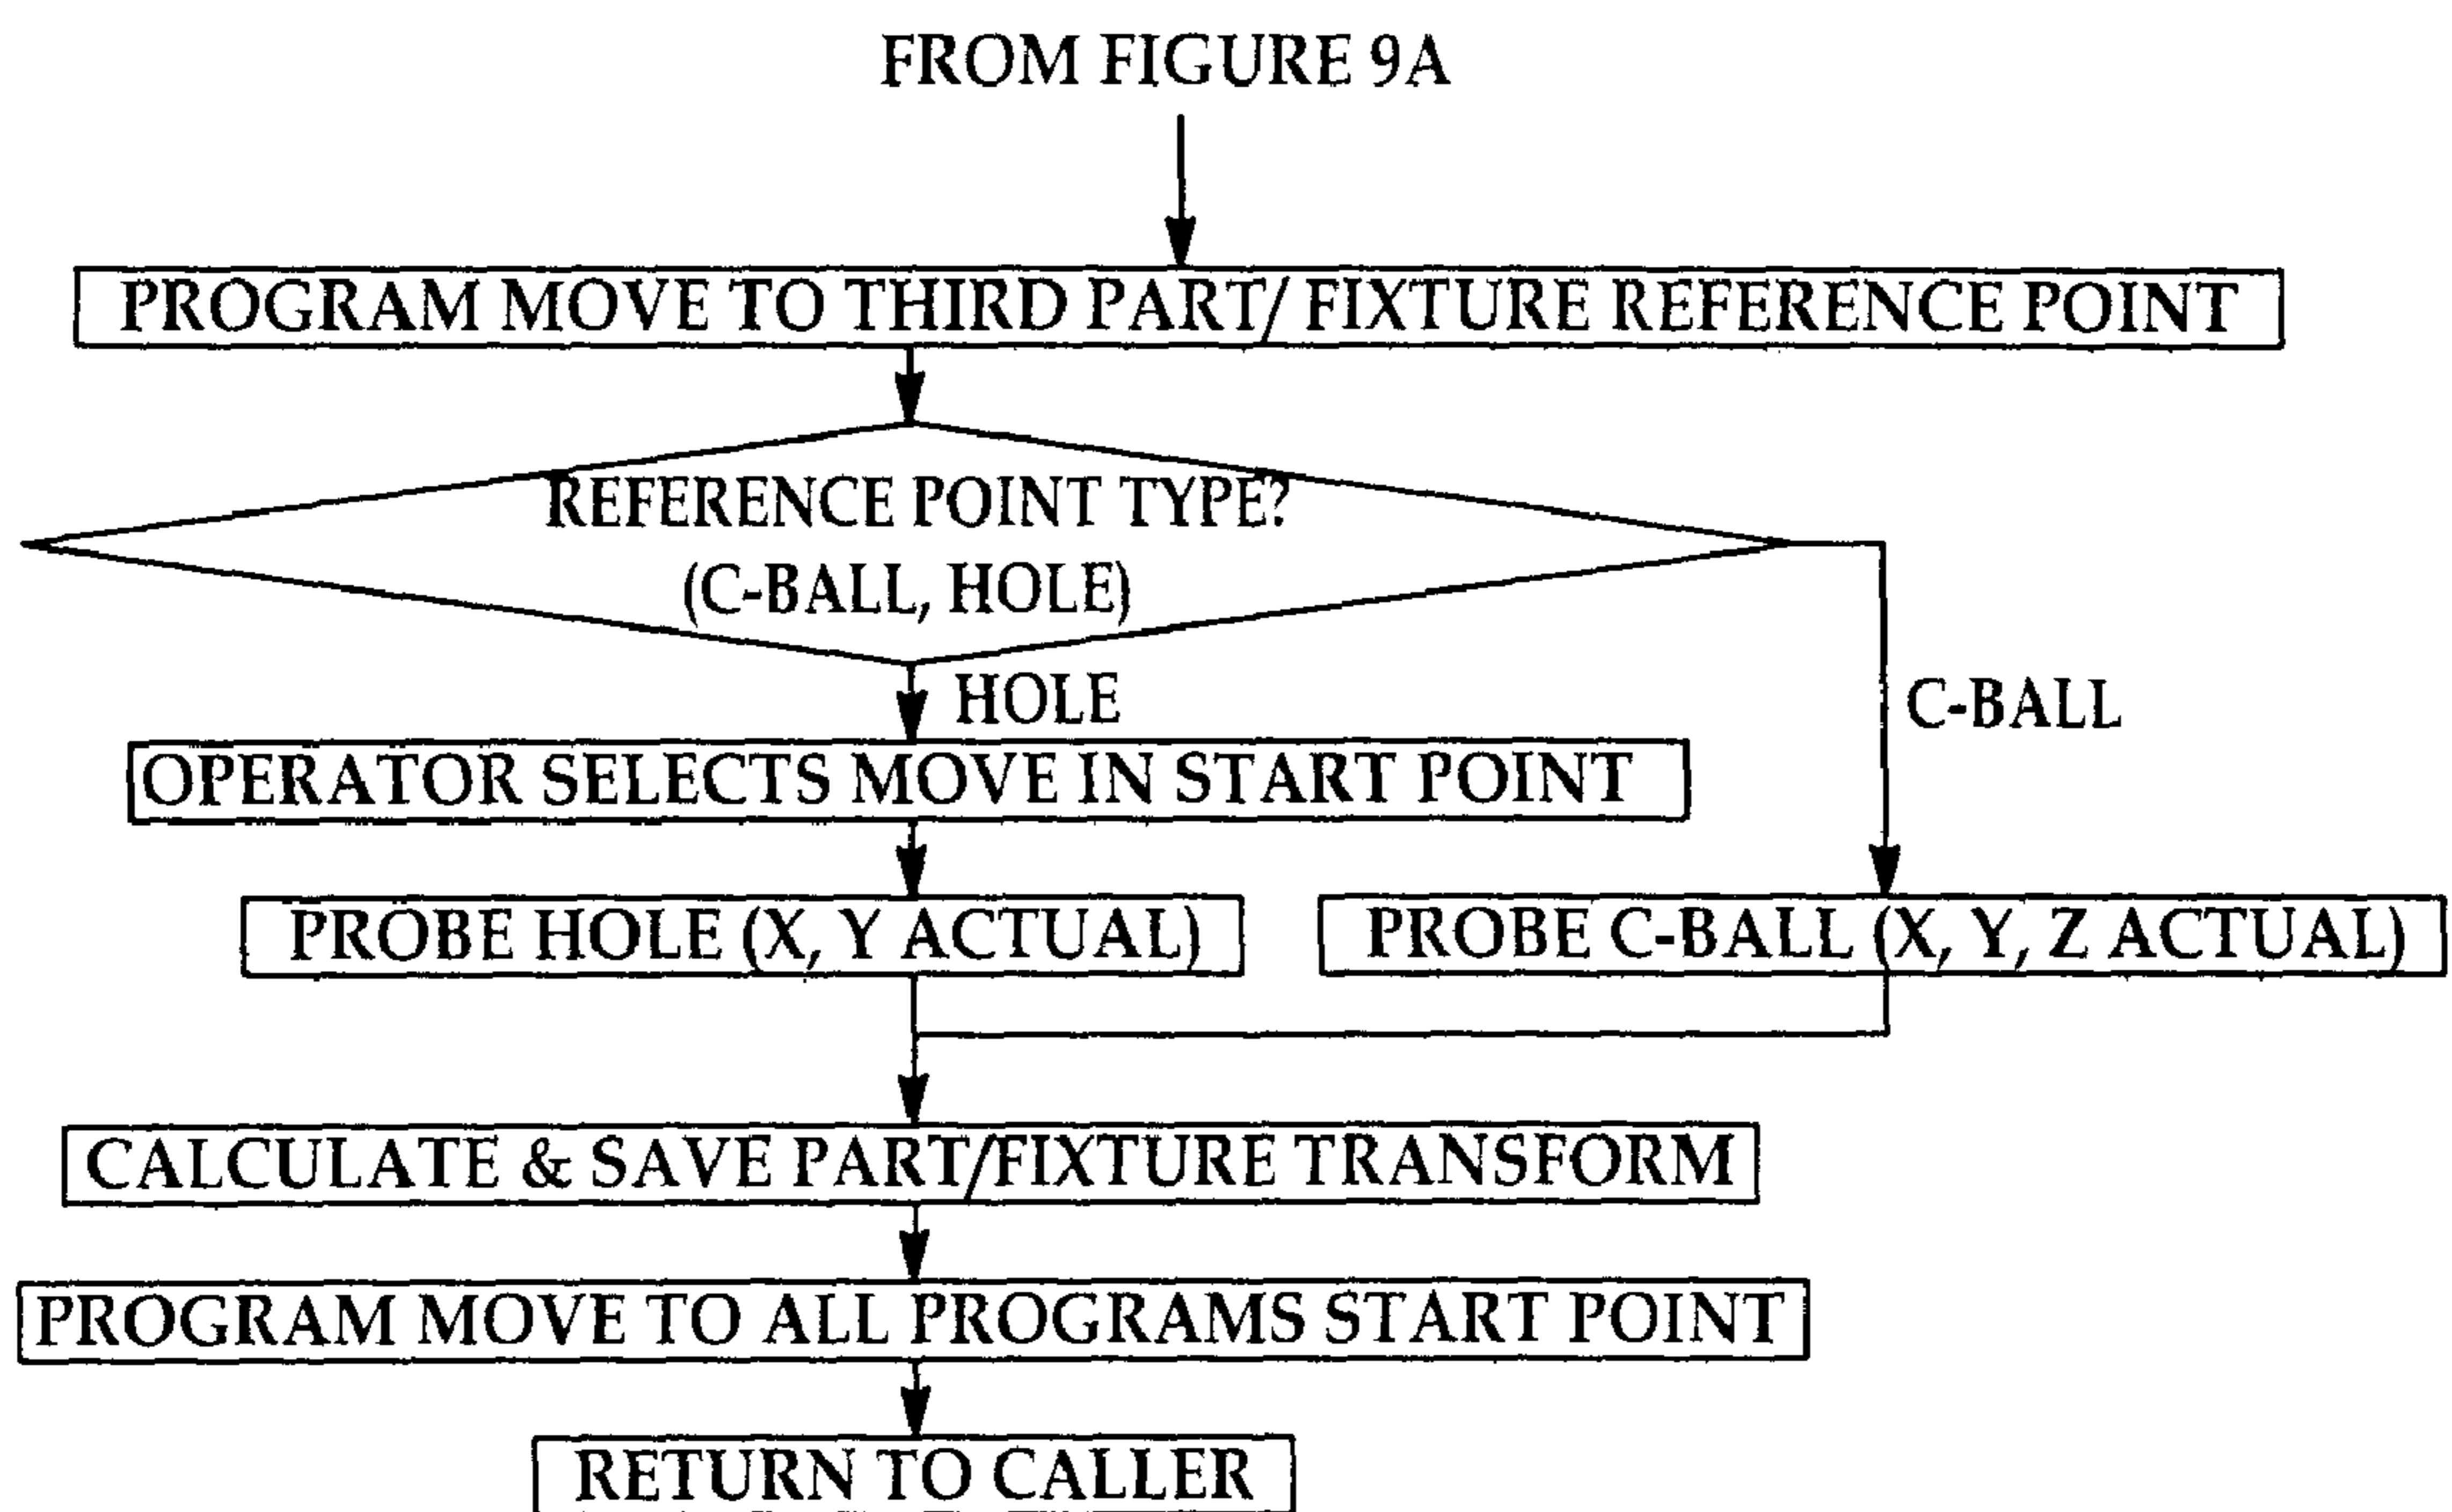 FROM FIGURE 9A
PROGRAM MOVE TO THIRD PART/ FIXTURE REFERENCE POINT
REFERENCE POINT TYPE?
(C-BALL, HOLE)
HOLE
C-BALL
OPERATOR SELECTS MOVE IN START POINT
PROBE HOLE (X, Y ACTUAL)
PROBE C-BALL (X, Y, Z ACTUAL)
CALCULATE & SAVE PART/FIXTURE TRANSFORM
PROGRAM MOVE TO ALL PROGRAMS START POINT
RETURN TO CALLER